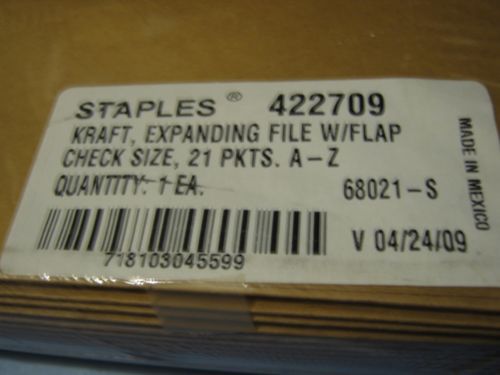 STAPLES® 422709
KRAFT, EXPANDING FILE W/FLAP
CHECK SIZE, 21 PKTS. A-Z
QUANTITY: 1 EA. 68021-S
718103045599 V 04/24/09
MADE IN MEXICO